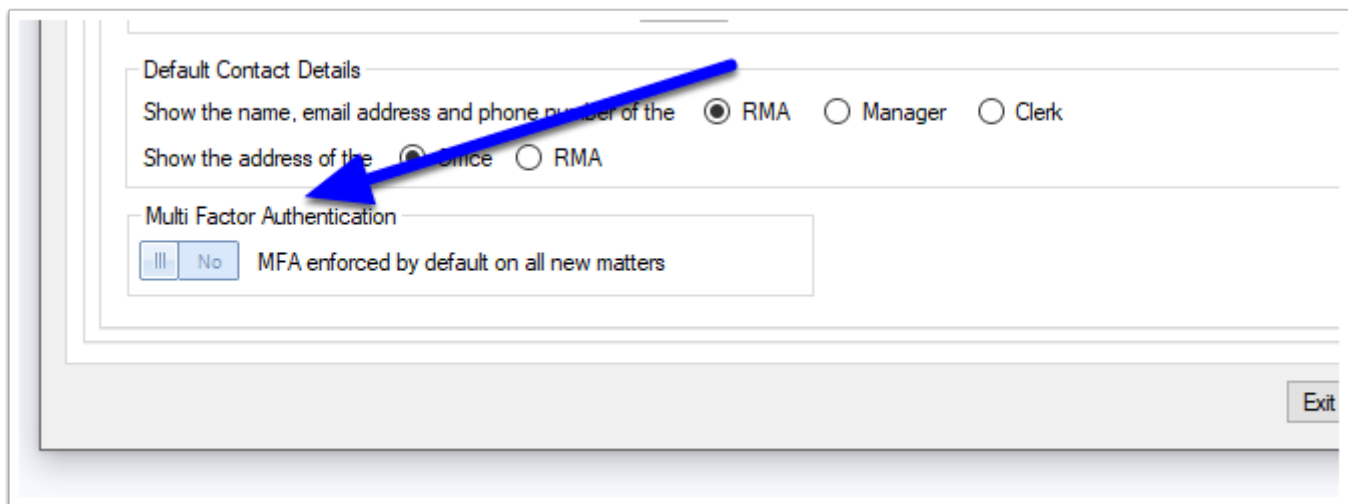 Default Contact Details
Show the name, email address and phone number of the RMA Manager Clerk
Show the address of the Office RMA
Multi Factor Authentication
No MFA enforced by default on all new matters
Exit